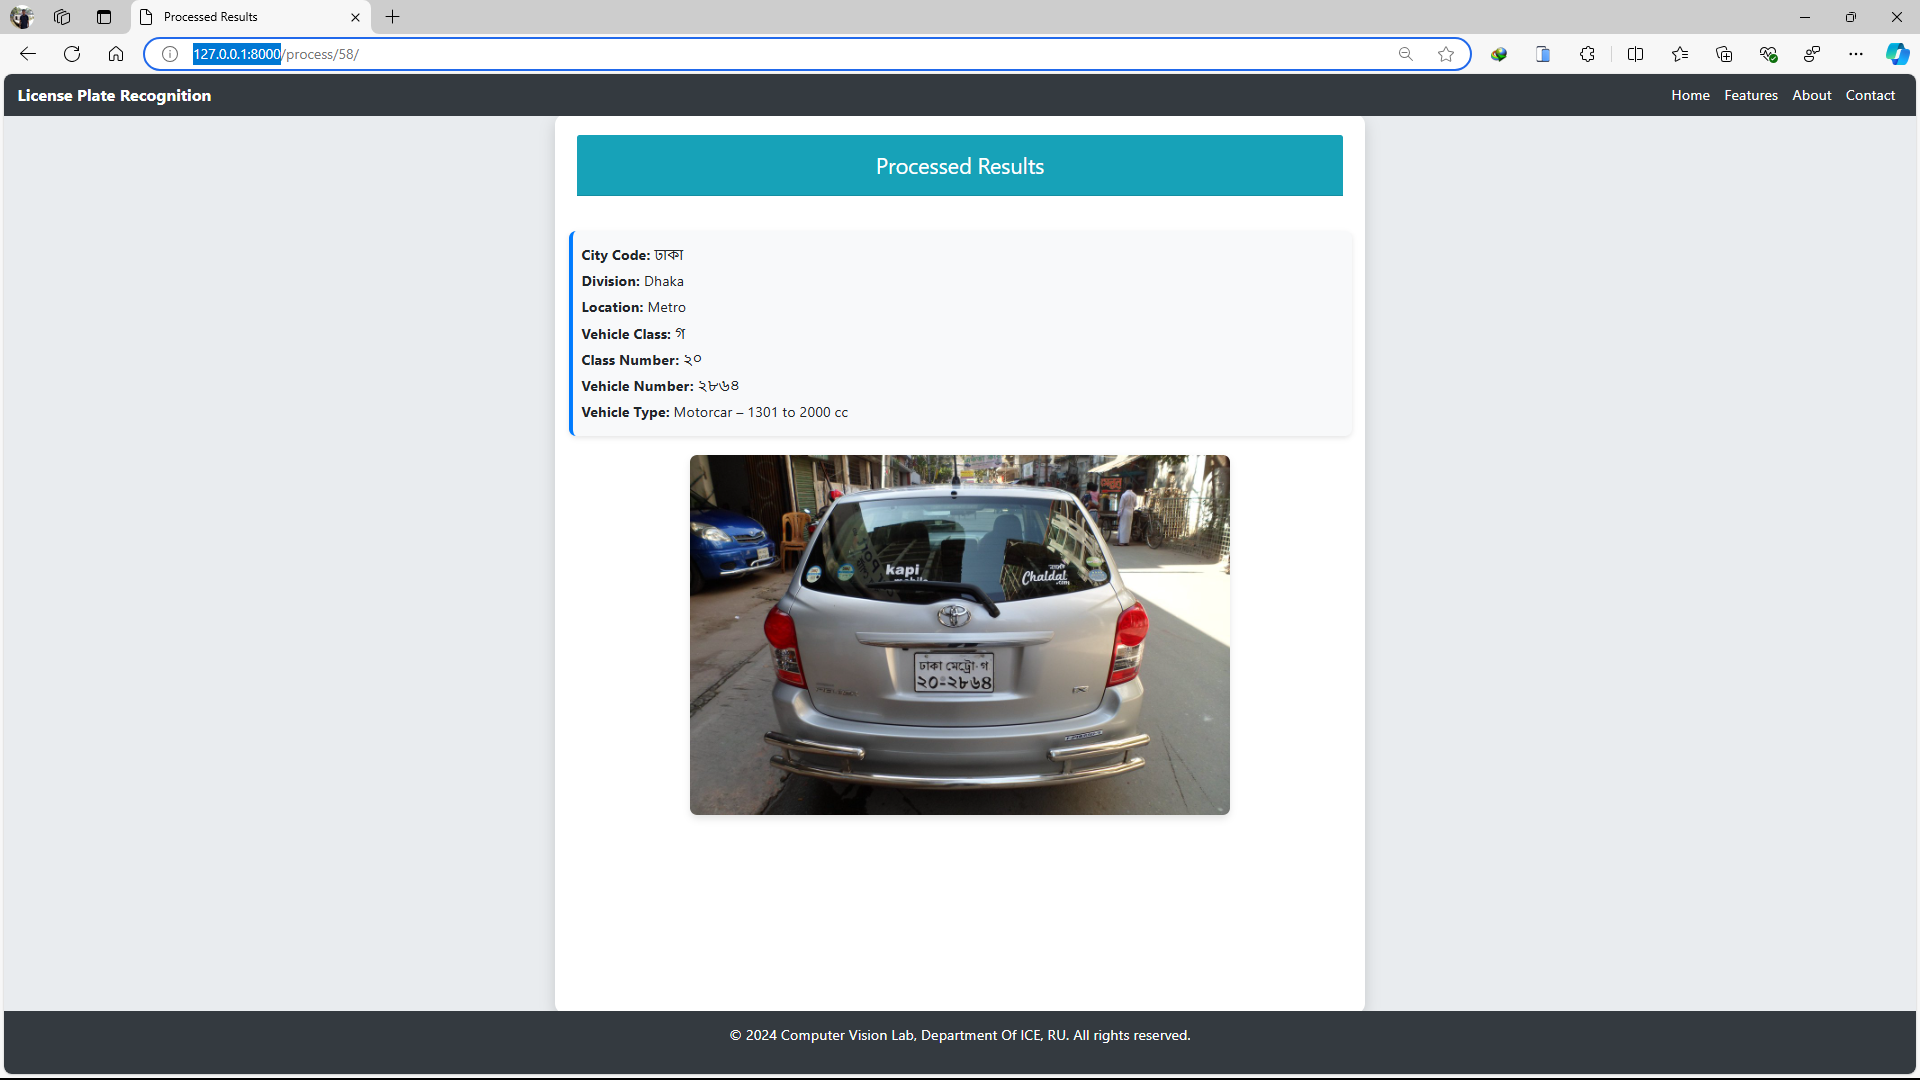 Processed Results
127.0.0.1:8000/process/58/
License Plate Recognition
Home Features About Contact
Processed Results
City Code: ঢাকা
Division: Dhaka
Location: Metro
Vehicle Class: গ
Class Number: ২০
Vehicle Number: ২৮৬৪
Vehicle Type: Motorcar – 1301 to 2000 cc
kapi
Chaldal
.com
ঢাকা মেট্রো-গ
২০-২৮৬৪
© 2024 Computer Vision Lab, Department Of ICE, RU. All rights reserved.